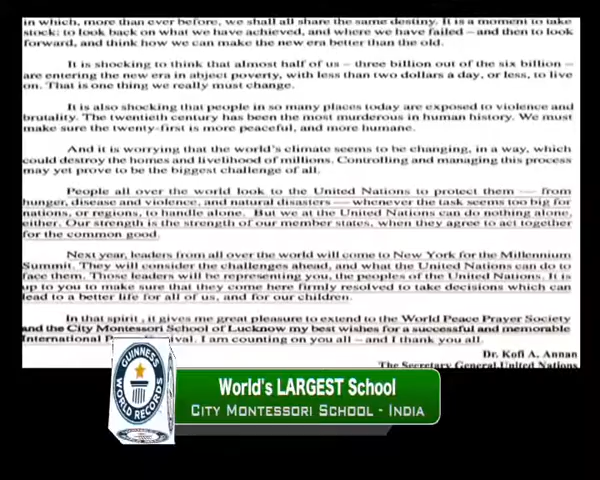 in which, more than ever before, we shall all share the same destiny. It is a moment to take
stock: to look back on what we have achieved, and where we have failed – and then to look
forward, and think how we can make the new era better than the old.
It is shocking to think that almost half of us – three billion out of the six billion –
are entering the new era in abject poverty, with less than two dollars a day, or less, to live
on. That is one thing we really must change.
It is also shocking that people in so many places today are exposed to violence and
brutality. The twentieth century has been the most murderous in human history. We must
make sure the twenty-first is more peaceful, and more humane.
And it is worrying that the world's climate seems to be changing, in a way, which
could destroy the homes and livelihood of millions. Controlling and managing this process
may yet prove to be the biggest challenge of all.
People all over the world look to the United Nations to protect them — from
hunger, disease and violence, and natural disasters — whenever the task seems too big for
nations, or regions, to handle alone. But we at the United Nations can do nothing alone,
either. Our strength is the strength of our member states, when they agree to act together
for the common good.
Next year, leaders from all over the world will come to New York for the Millennium
Summit. They will consider the challenges ahead, and what the United Nations can do to
face them. Those leaders will be representing you, the peoples of the United Nations. It is
up to you to make sure that they come here firmly resolved to take decisions which can
lead to a better life for all of us, and for our children.
In that spirit, it gives me great pleasure to extend to the World Peace Prayer Society
and the City Montessori School of Lucknow my best wishes for a successful and memorable
International. I am counting on you all – and I thank you all.
Dr. Kofi A. Annan
The Secretary General United Nations
GUINNESS
WORLD RECORDS
World's LARGEST School
CITY MONTESSORI SCHOOL - INDIA